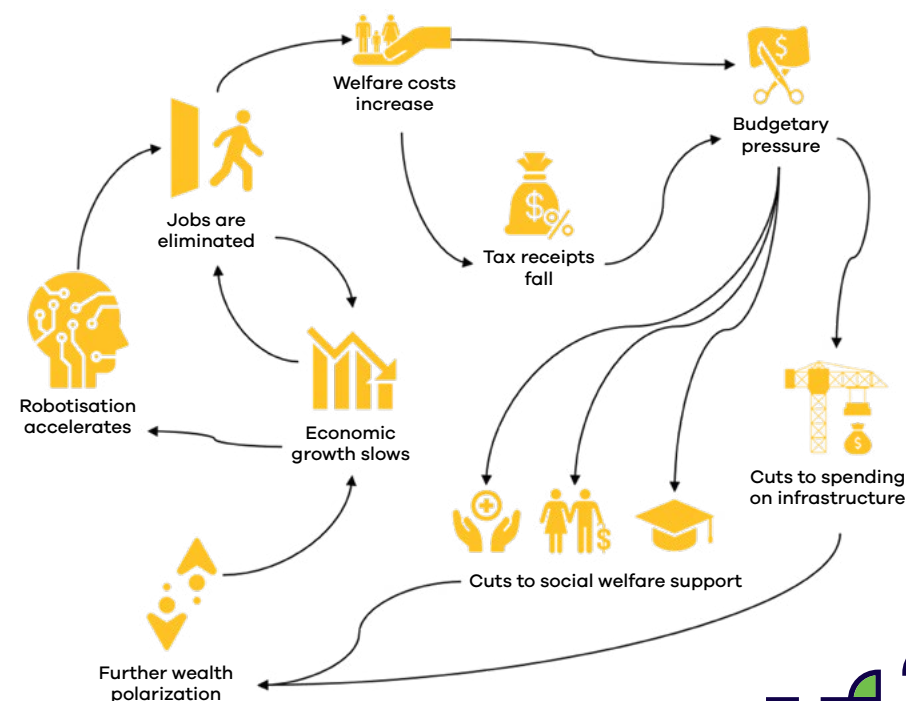 Welfare costs
increase
Budgetary
pressure
Jobs are
eliminated
$
%
Tax receipts
fall
$
Robotisation
accelerates
Economic
growth slows
$
Cuts to spending
on infrastructure
$
Cuts to social welfare support
Further wealth
polarization